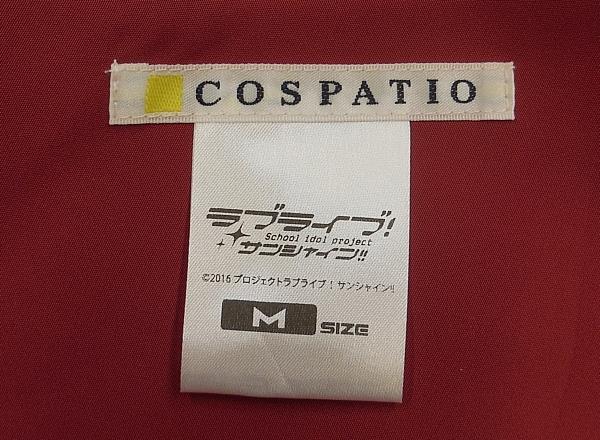 COSPATIO
ラブライブ!
School idol project
サンシャイン!!
©2016 プロジェクトラブライブ!サンシャイン!!
M SIZE